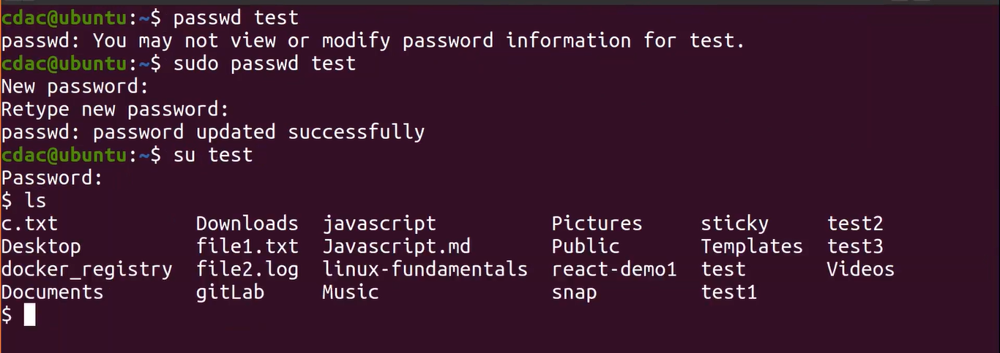 cdac@ubuntu:~$ passwd test
passwd: You may not view or modify password information for test.
cdac@ubuntu:~$ sudo passwd test
New password:
Retype new password:
passwd: password updated successfully
cdac@ubuntu:~$ su test
Password:
$ ls
c.txt            Downloads  javascript          Pictures     sticky     test2
Desktop          file1.txt  Javascript.md       Public       Templates  test3
docker_registry  file2.log  linux-fundamentals  react-demo1  test       Videos
Documents        gitLab     Music               snap         test1
$